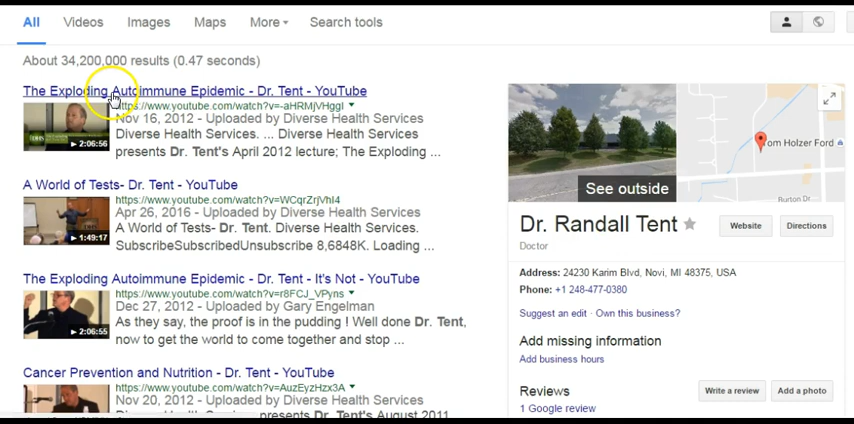 All Videos Images Maps More Search tools
About 34,200,000 results (0.47 seconds)
The Exploding Autoimmune Epidemic - Dr. Tent - YouTube
https://www.youtube.com/watch?v=-aHRMjVHggI
Nov 16, 2012 - Uploaded by Diverse Health Services
Diverse Health Services. ... Diverse Health Services
presents Dr. Tent's April 2012 lecture; The Exploding ...
2:06:56
A World of Tests- Dr. Tent - YouTube
https://www.youtube.com/watch?v=WCqrZrjVhI4
Apr 26, 2016 - Uploaded by Diverse Health Services
A World of Tests- Dr. Tent. Diverse Health Services.
SubscribeSubscribedUnsubscribe 8,6848K. Loading ...
1:49:17
The Exploding Autoimmune Epidemic - Dr. Tent - It's Not - YouTube
https://www.youtube.com/watch?v=r8FCJ_VPyns
Dec 27, 2012 - Uploaded by Gary Engelman
As they say, the proof is in the pudding ! Well done Dr. Tent,
now to get the world to come together and stop ...
2:06:55
Cancer Prevention and Nutrition - Dr. Tent - YouTube
https://www.youtube.com/watch?v=AuzEyzHzx3A
Nov 20, 2012 - Uploaded by Diverse Health Services
presents Dr. Tent's August 2011
See outside
Tom Holzer Ford
Burton Dr
Dr. Randall Tent
Website
Directions
Doctor
Address: 24230 Karim Blvd, Novi, MI 48375, USA
Phone: +1 248-477-0380
Suggest an edit · Own this business?
Add missing information
Add business hours
Reviews
Write a review
Add a photo
1 Google review